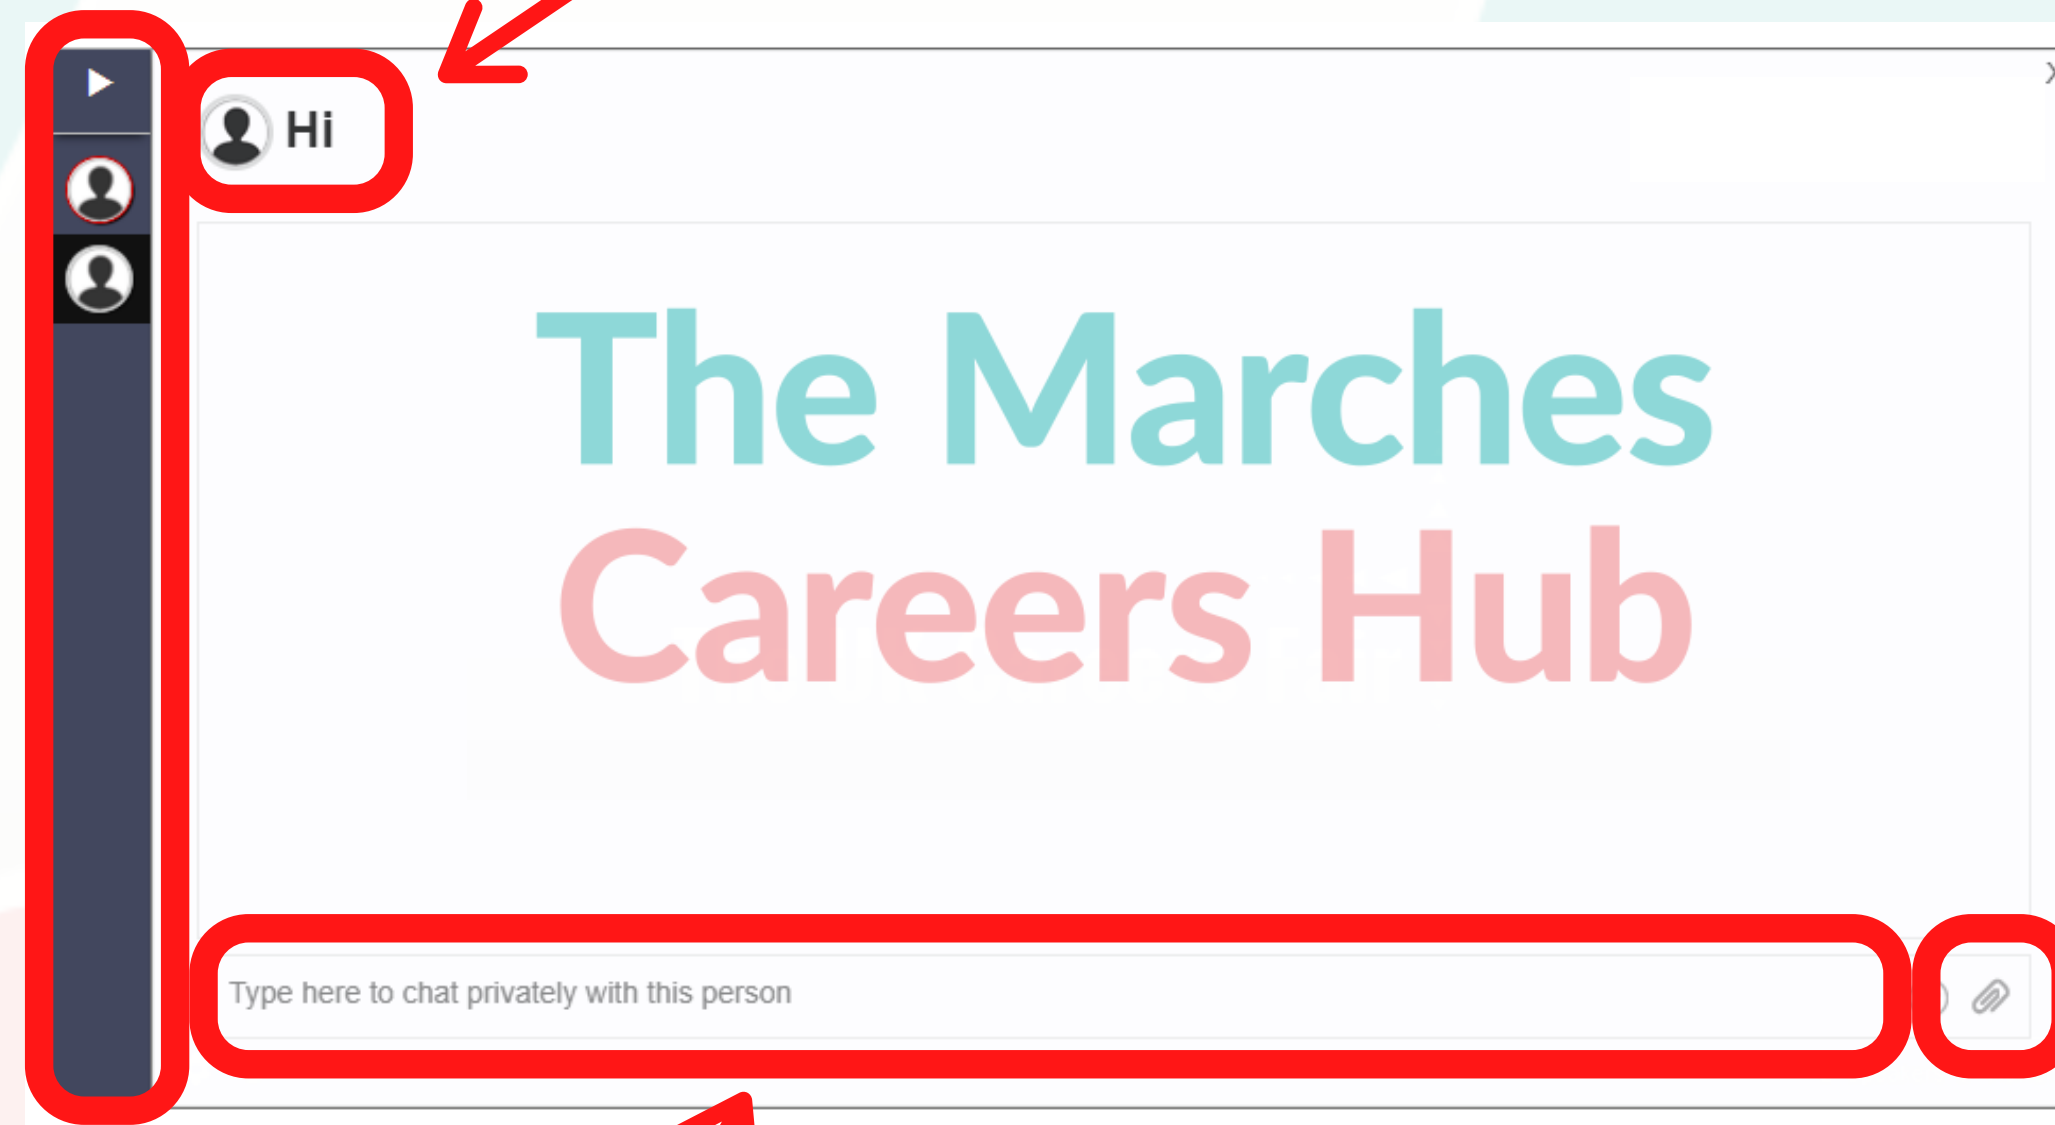 Hi
The Marches
Careers Hub
Type here to chat privately with this person